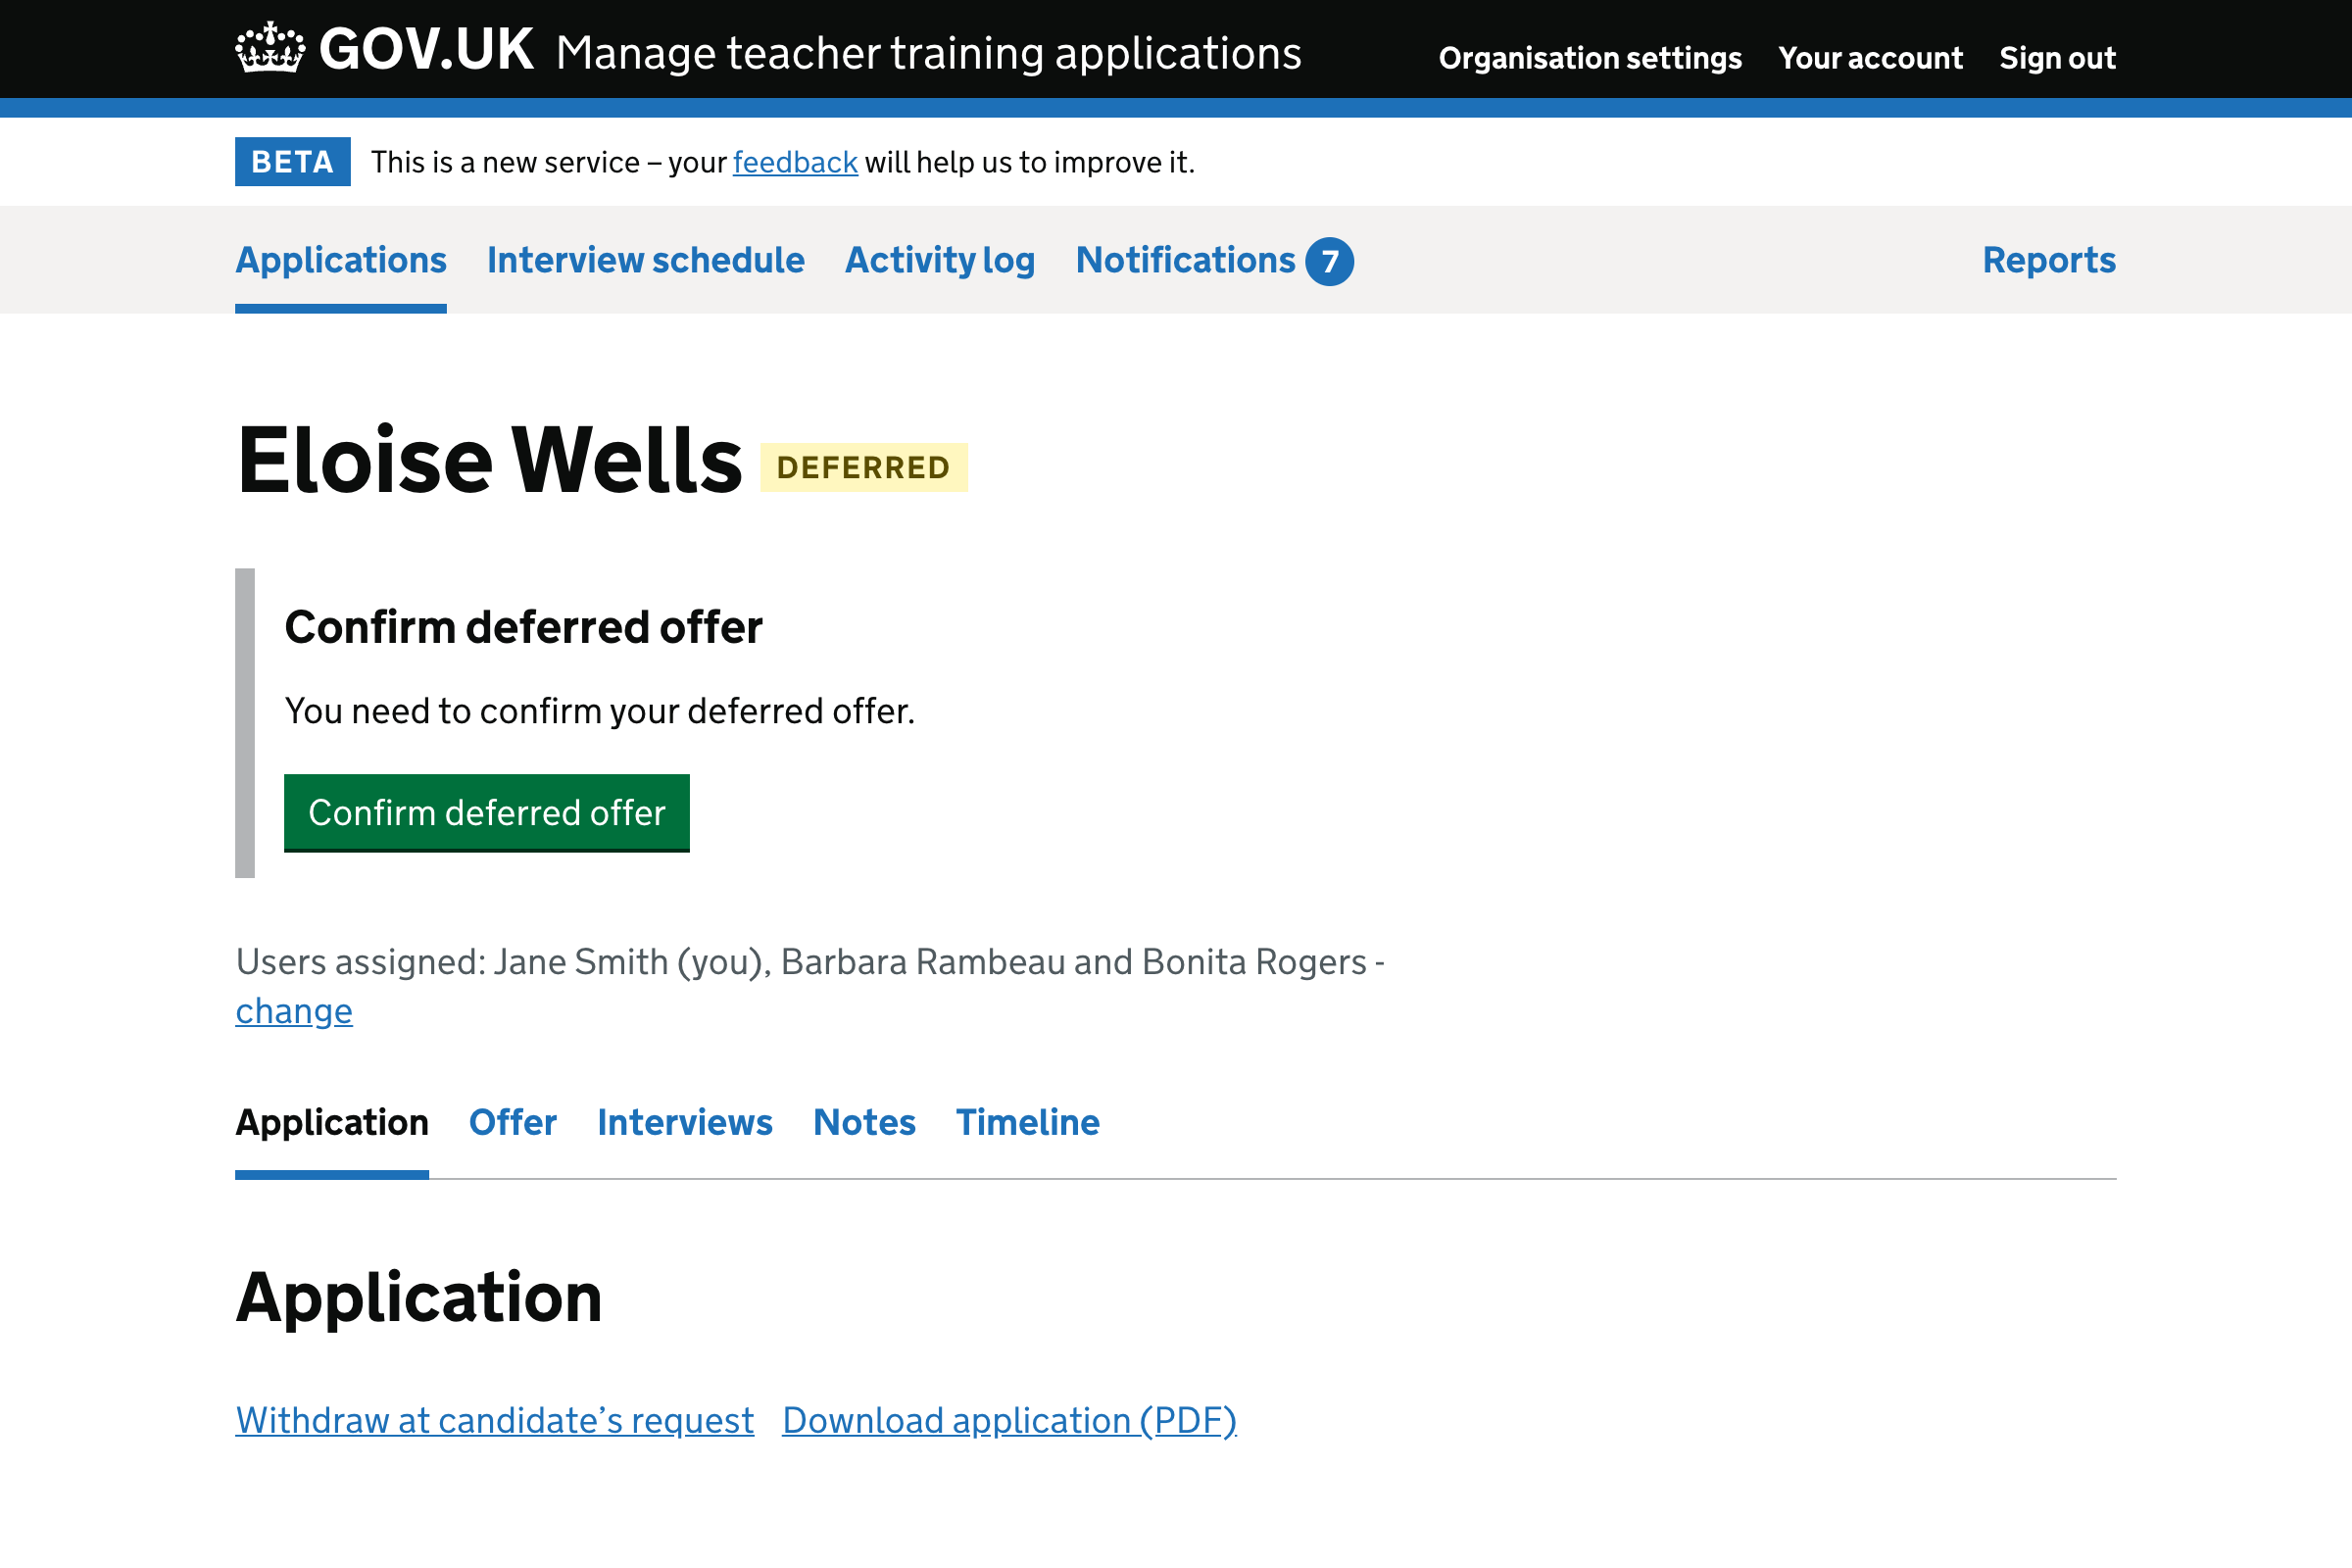 GOV.UK Manage teacher training applications Organisation settings Your account Sign out
BETA This is a new service – your feedback will help us to improve it.
Applications Interview schedule Activity log Notifications 7 Reports
Eloise Wells DEFERRED
Confirm deferred offer
You need to confirm your deferred offer.
Confirm deferred offer
Users assigned: Jane Smith (you), Barbara Rambeau and Bonita Rogers -
change
Application Offer Interviews Notes Timeline
Application
Withdraw at candidate’s request Download application (PDF)